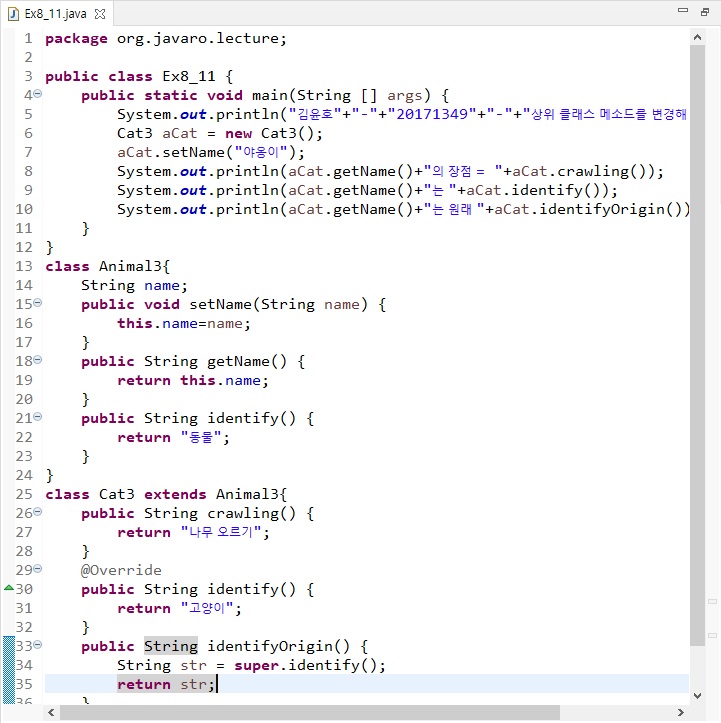 Ex8_11.java
1 package org.javaro.lecture;
2
3 public class Ex8_11 {
4 public static void main(String [] args) {
5 System.out.println("김윤호"+"-"+"20171349"+"-"+"상위 클래스 메소드를 변경해
6 Cat3 aCat = new Cat3();
7 aCat.setName("야옹이");
8 System.out.println(aCat.getName()+"의 장점 = "+aCat.crawling());
9 System.out.println(aCat.getName()+"는 "+aCat.identify());
10 System.out.println(aCat.getName()+"는 원래 "+aCat.identifyOrigin())
11 }
12 }
13 class Animal3{
14 String name;
15 public void setName(String name) {
16 this.name=name;
17 }
18 public String getName() {
19 return this.name;
20 }
21 public String identify() {
22 return "동물";
23 }
24 }
25 class Cat3 extends Animal3{
26 public String crawling() {
27 return "나무 오르기";
28 }
29 @Override
30 public String identify() {
31 return "고양이";
32 }
33 public String identifyOrigin() {
34 String str = super.identify();
35 return str;
36 }